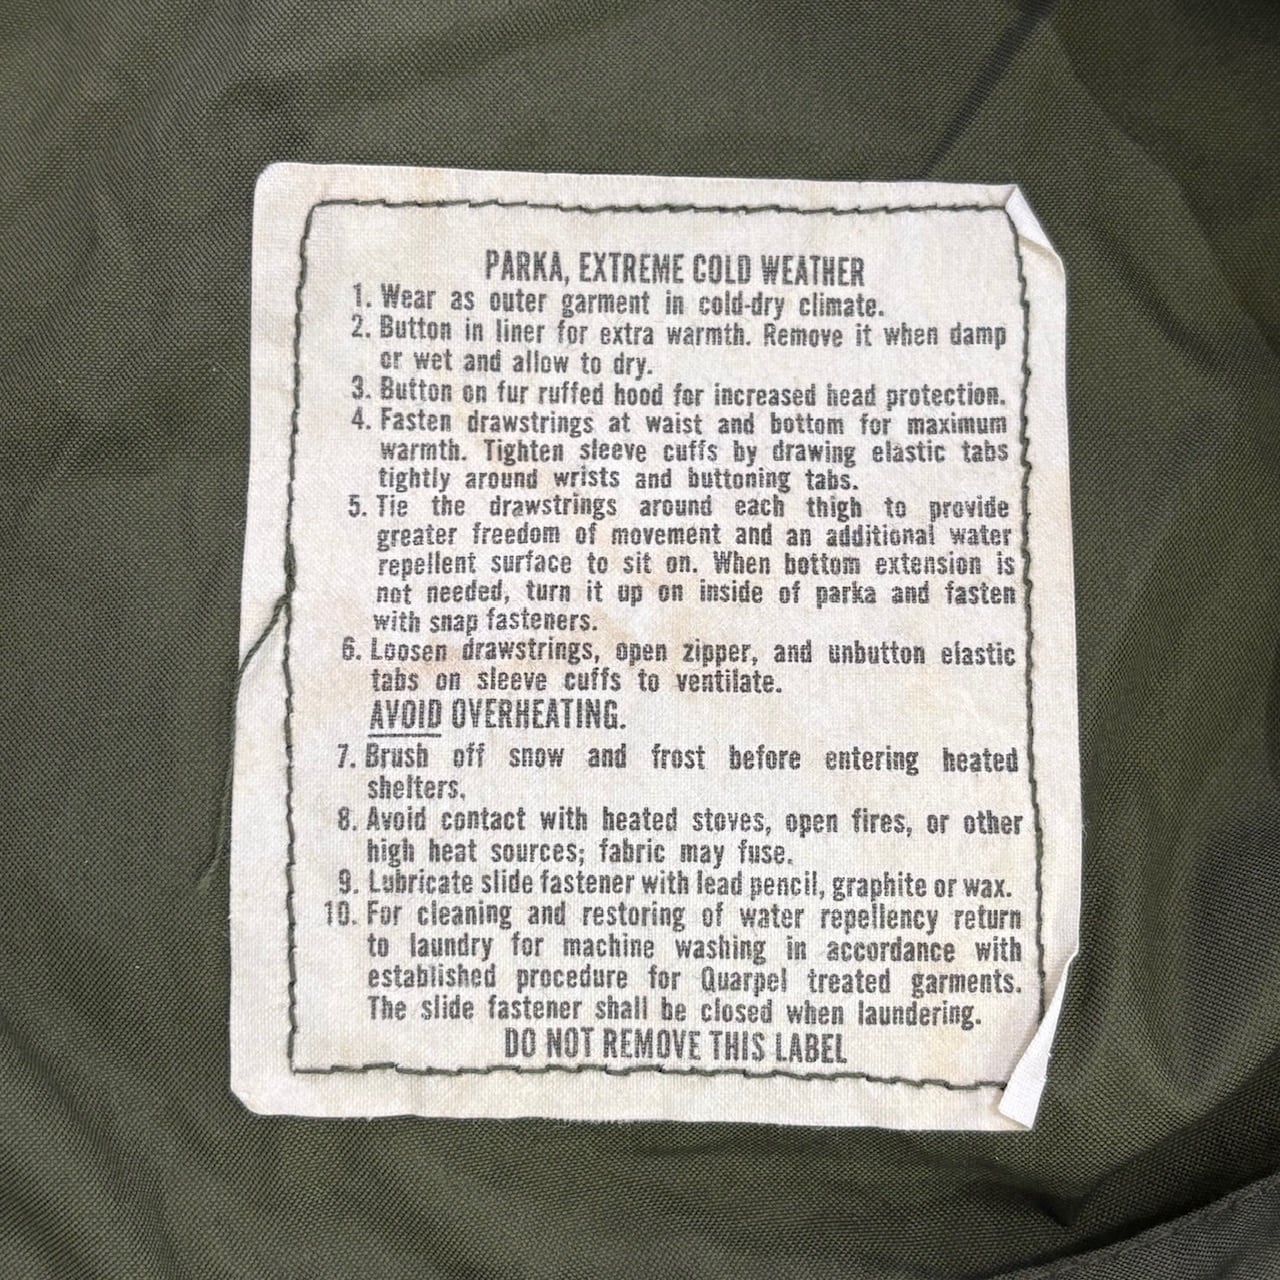 PARKA, EXTREME COLD WEATHER
1. Wear as outer garment in cold-dry climate.
2. Button in liner for extra warmth. Remove it when damp
or wet and allow to dry.
3. Button on fur ruffed hood for increased head protection.
4. Fasten drawstrings at waist and bottom for maximum
warmth. Tighten sleeve cuffs by drawing elastic tabs
tightly around wrists and buttoning tabs.
5. Tie the drawstrings around each thigh to provide
greater freedom of movement and an additional water
repellent surface to sit on. When bottom extension is
not needed, turn it up on inside of parka and fasten
with snap fasteners.
6. Loosen drawstrings, open zipper, and unbutton elastic
tabs on sleeve cuffs to ventilate.
AVOID OVERHEATING.
7. Brush off snow and frost before entering heated
shelters.
8. Avoid contact with heated stoves, open fires, or other
high heat sources; fabric may fuse.
9. Lubricate slide fastener with lead pencil, graphite or wax.
10. For cleaning and restoring of water repellency return
to laundry for machine washing in accordance with
established procedure for Quarpel treated garments.
The slide fastener shall be closed when laundering.
DO NOT REMOVE THIS LABEL